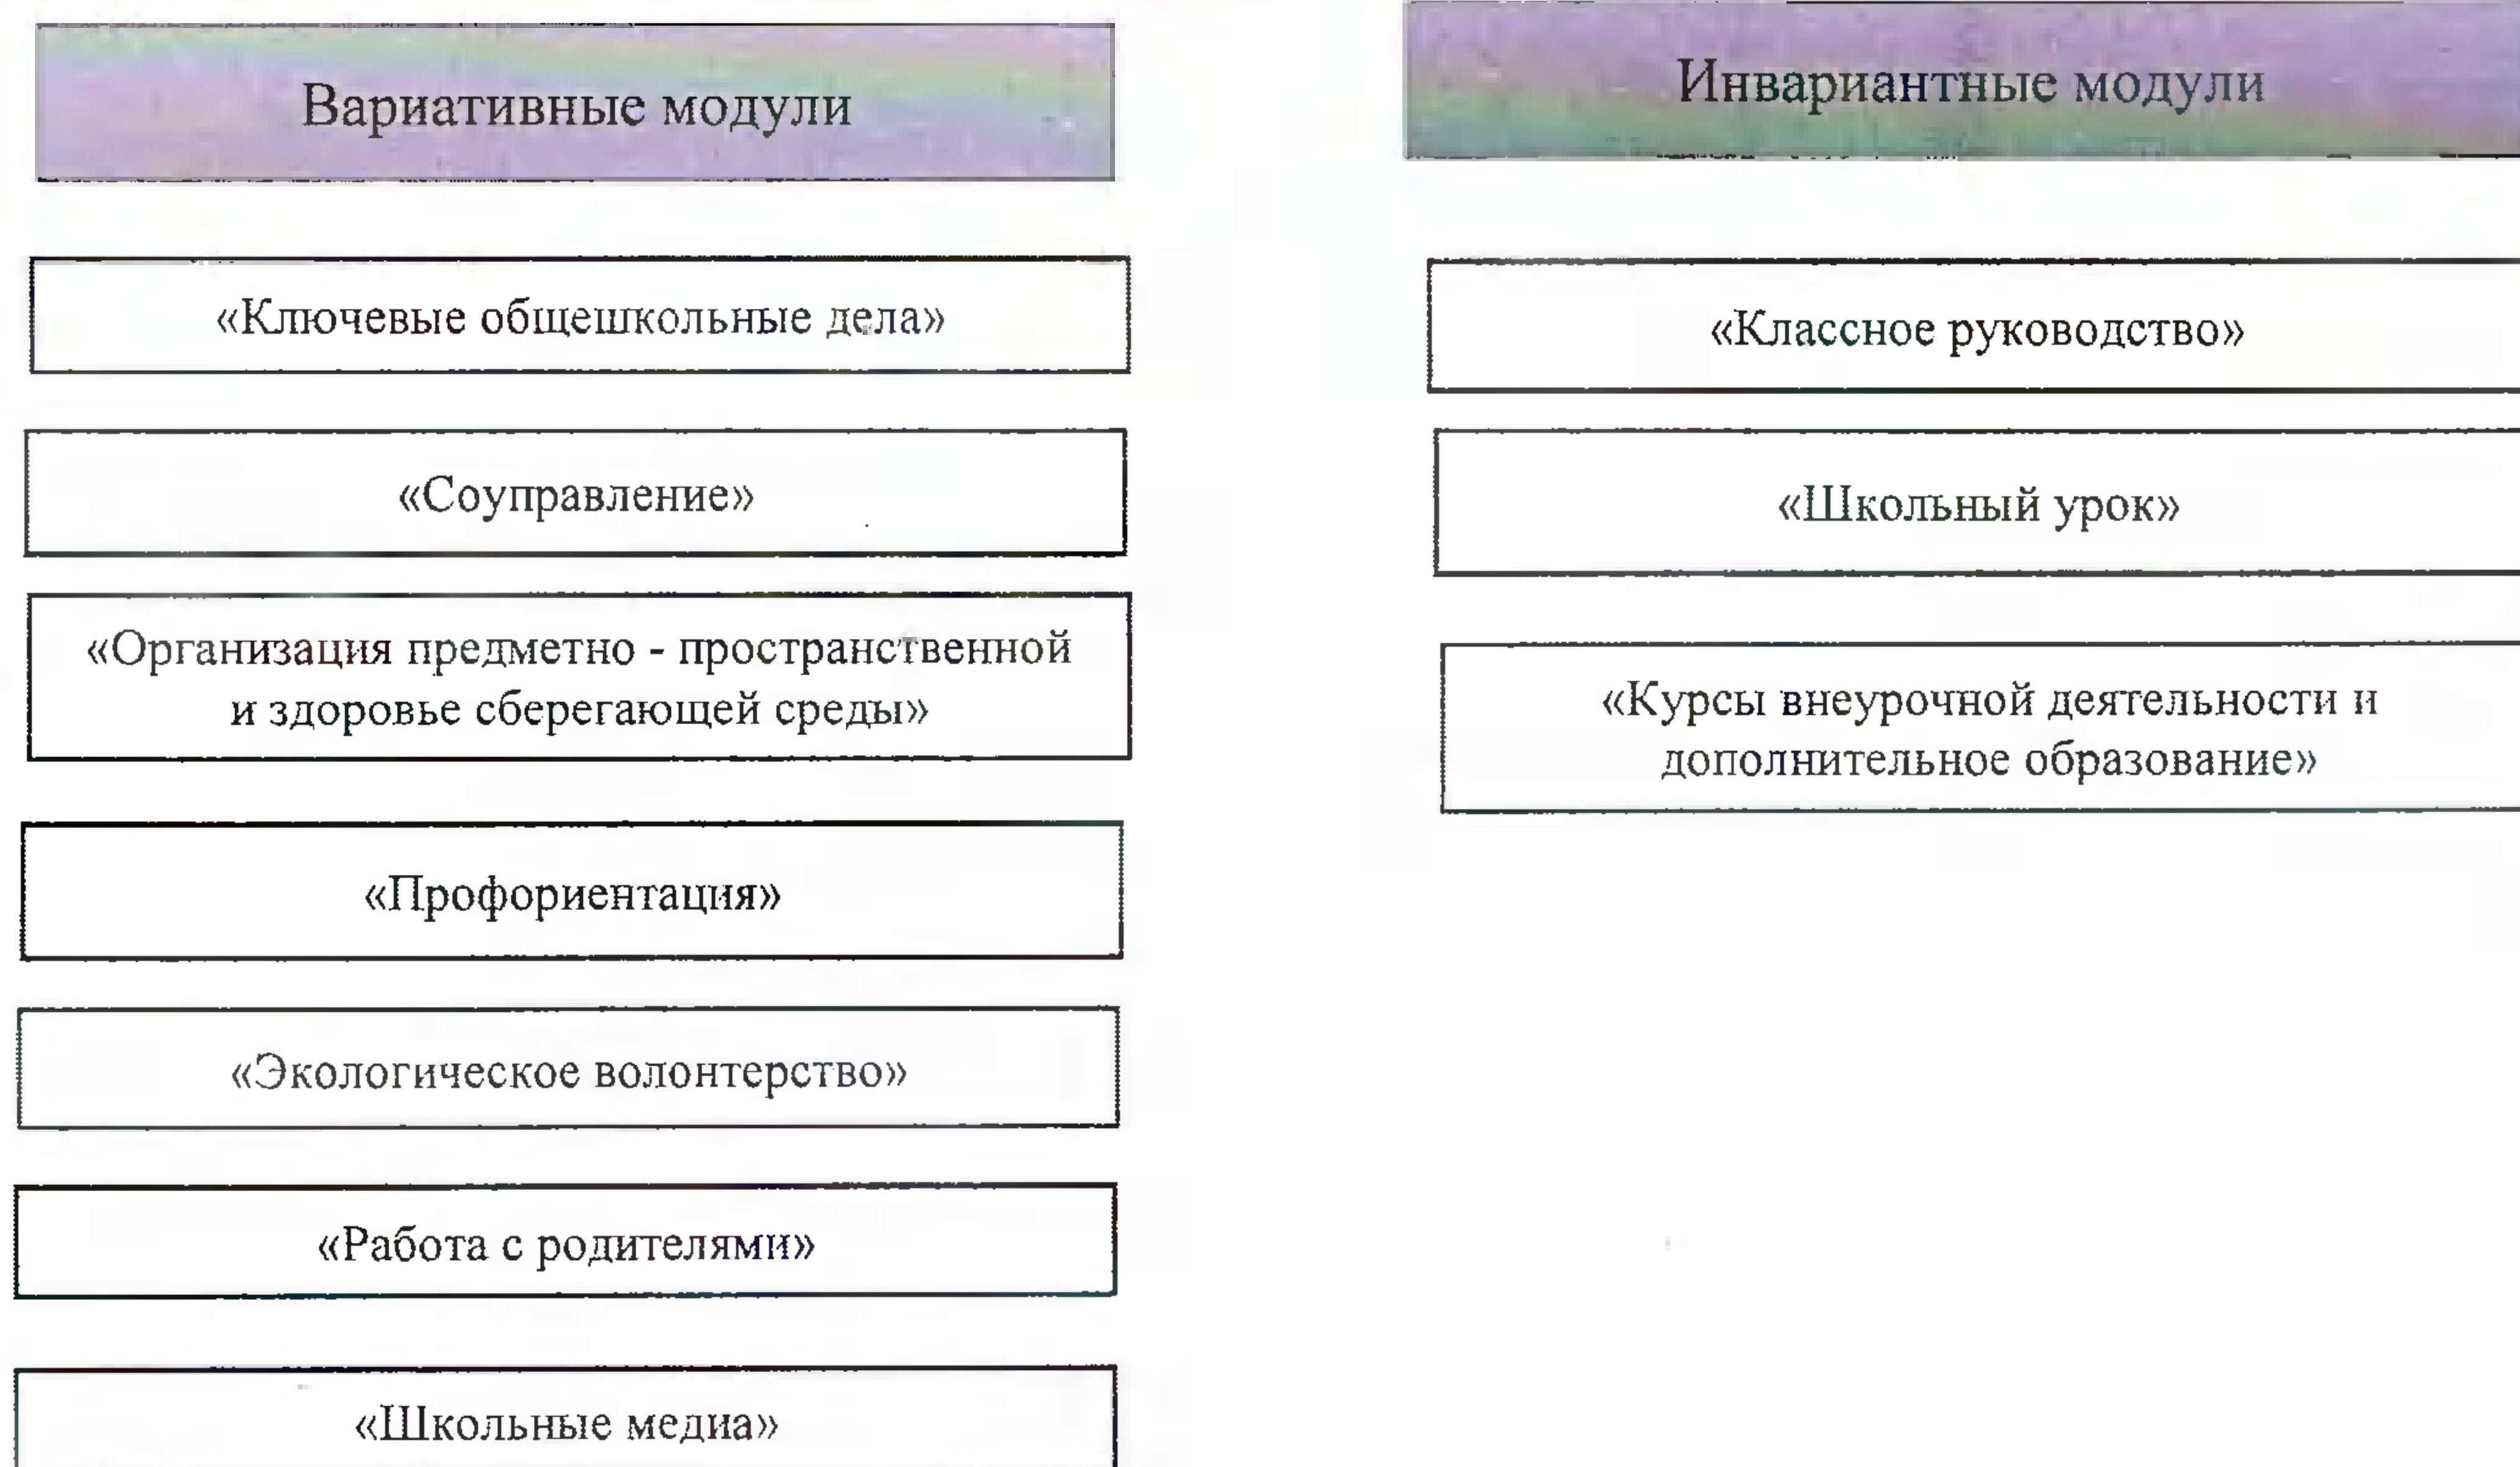 Вариативные модули
«Ключевые общешкольные дела»
«Соуправление»
«Организация предметно - пространственной
и здоровье сберегающей среды»
«Профориентация»
«Экологическое волонтерство»
«Работа с родителями»
«Школьные медиа»
Инвариантные модули
«Классное руководство»
«Школьный урок»
«Курсы внеурочной деятельности и
дополнительное образование»